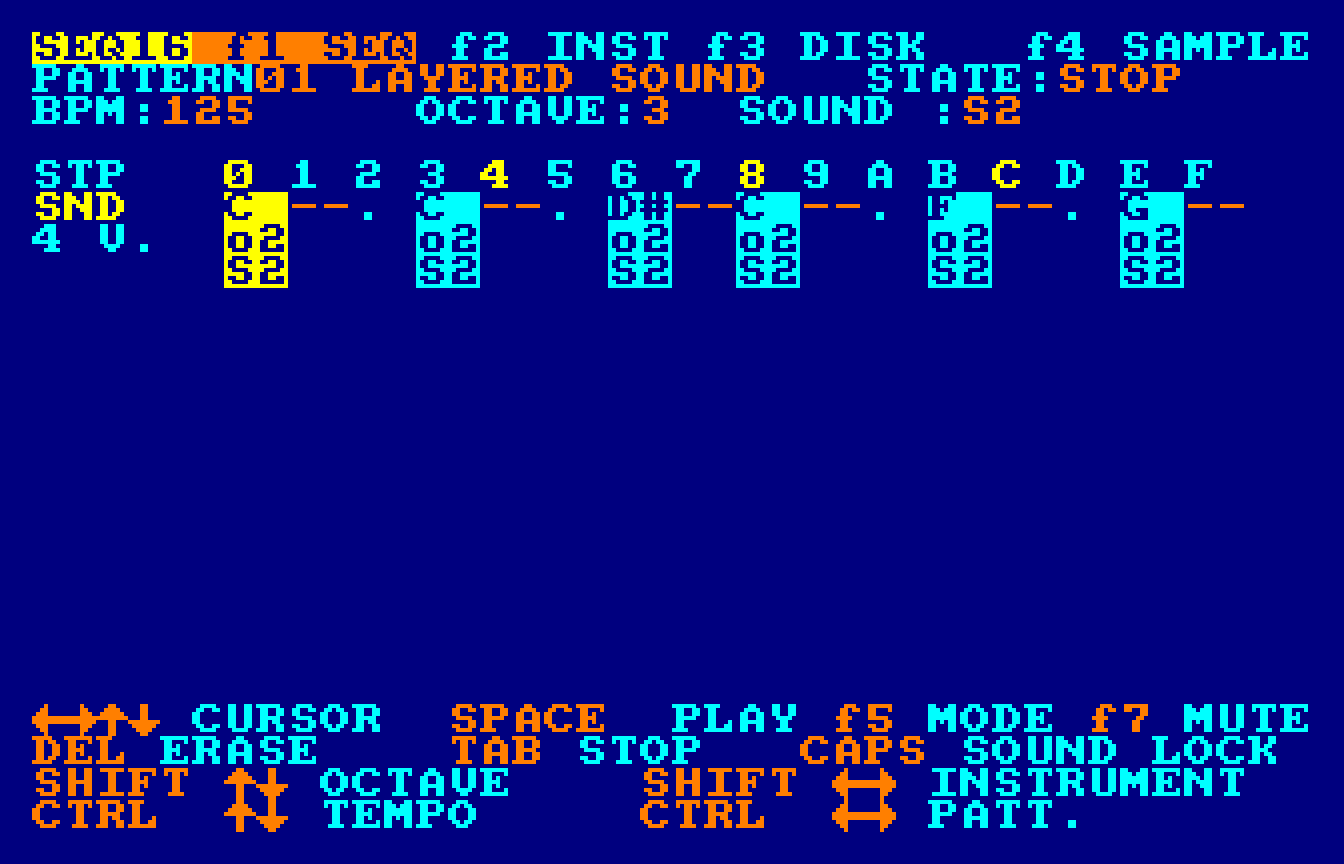 SEQ16 f1 SEQ f2 INST f3 DISK f4 SAMPLE
PATTERN01 LAYERED SOUND STATE:STOP
BPM:125 OCTAVE:3 SOUND :S2
STP 0 1 2 3 4 5 6 7 8 9 A B C D E F
SND C --. C --. D#--C --. F --. G --
4 V. o2 o2 o2 o2 o2 o2
S2 S2 S2 S2 S2 S2
↔↑↓ CURSOR SPACE PLAY f5 MODE f7 MUTE
DEL ERASE TAB STOP CAPS SOUND LOCK
SHIFT ↑↓ OCTAVE SHIFT ↔ INSTRUMENT
CTRL ↑↓ TEMPO CTRL ↔ PATT.